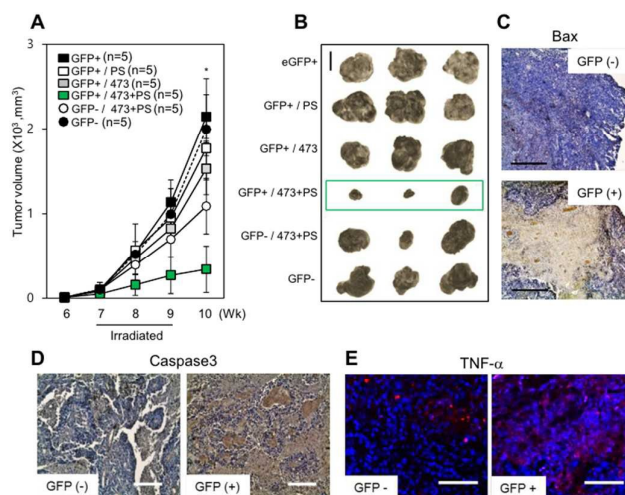 A
Tumor volume (X10³ ,mm³)
3
2
1
0
GFP+ (n=5)
GFP+ / PS (n=5)
GFP+ / 473 (n=5)
GFP+ / 473+PS (n=5)
GFP- / 473+PS (n=5)
GFP- (n=5)
*
6 7 8 9 10 (Wk)
Irradiated
B
eGFP+
GFP+ / PS
GFP+ / 473
GFP+ / 473+PS
GFP- / 473+PS
GFP-
C
Bax
GFP (-)
GFP (+)
D
Caspase3
GFP (-)
GFP (+)
E
TNF-α
GFP -
GFP +